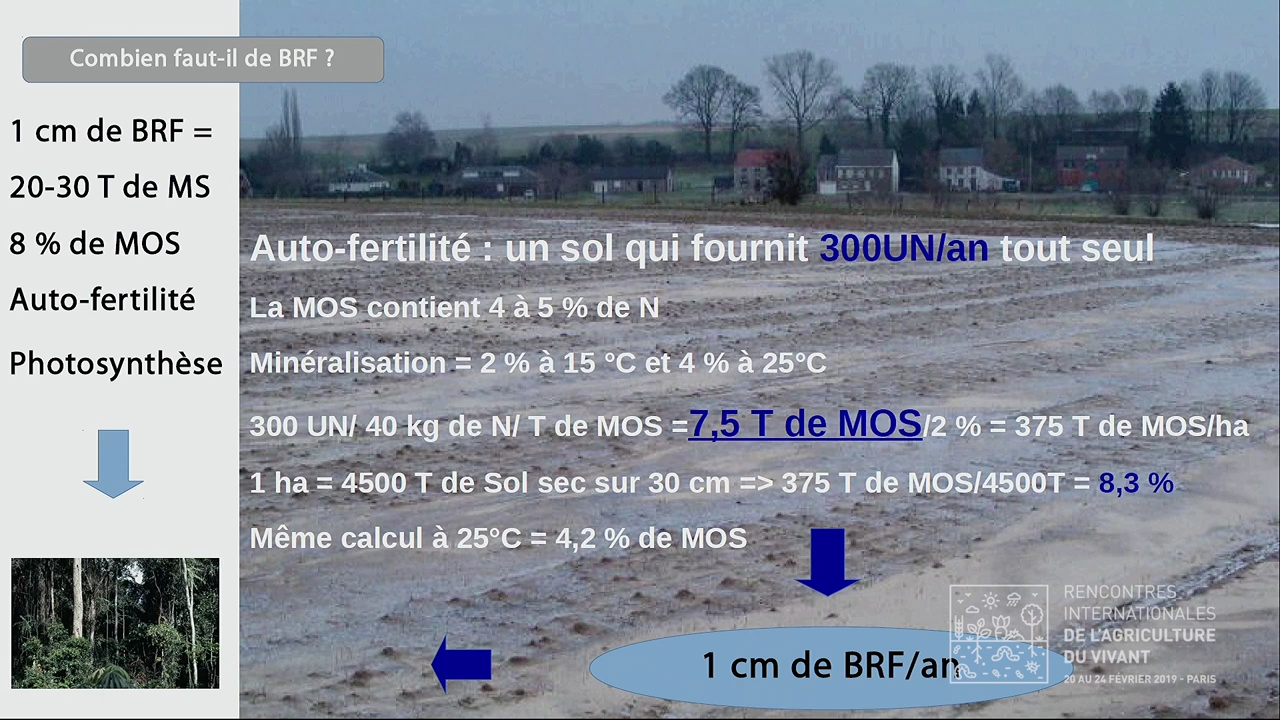 Combien faut-il de BRF ?
1 cm de BRF =
20-30 T de MS
8 % de MOS
Auto-fertilité
Photosynthèse
Auto-fertilité : un sol qui fournit 300UN/an tout seul
La MOS contient 4 à 5 % de N
Minéralisation = 2 % à 15 °C et 4 % à 25°C
300 UN/ 40 kg de N/ T de MOS =7,5 T de MOS/2 % = 375 T de MOS/ha
1 ha = 4500 T de Sol sec sur 30 cm => 375 T de MOS/4500T = 8,3 %
Même calcul à 25°C = 4,2 % de MOS
1 cm de BRF/an
RENCONTRES
INTERNATIONALES
DE L'AGRICULTURE
DU VIVANT
20 AU 24 FÉVRIER 2019 - PARIS